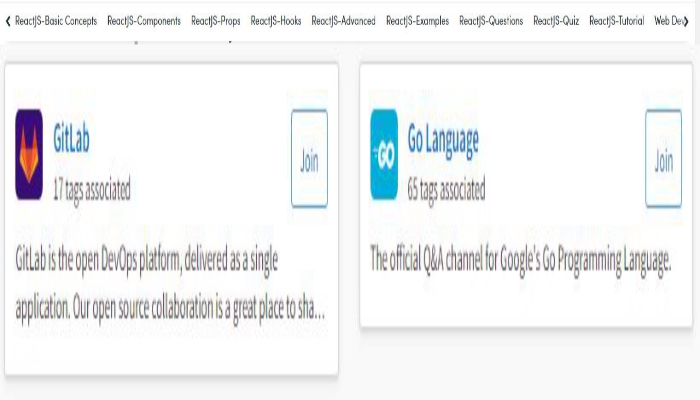 ReactJS-Basic Concepts ReactJS-Components ReactJS-Props ReactJS-Hooks ReactJS-Advanced ReactJS-Examples ReactJS-Questions ReactJS-Quiz ReactJS-Tutorial Web Dev
GitLab
17 tags associated
Join
GitLab is the open DevOps platform, delivered as a single
application. Our open source collaboration is a great place to sha...
GO
Go Language
65 tags associated
Join
The official Q&A channel for Google's Go Programming Language.